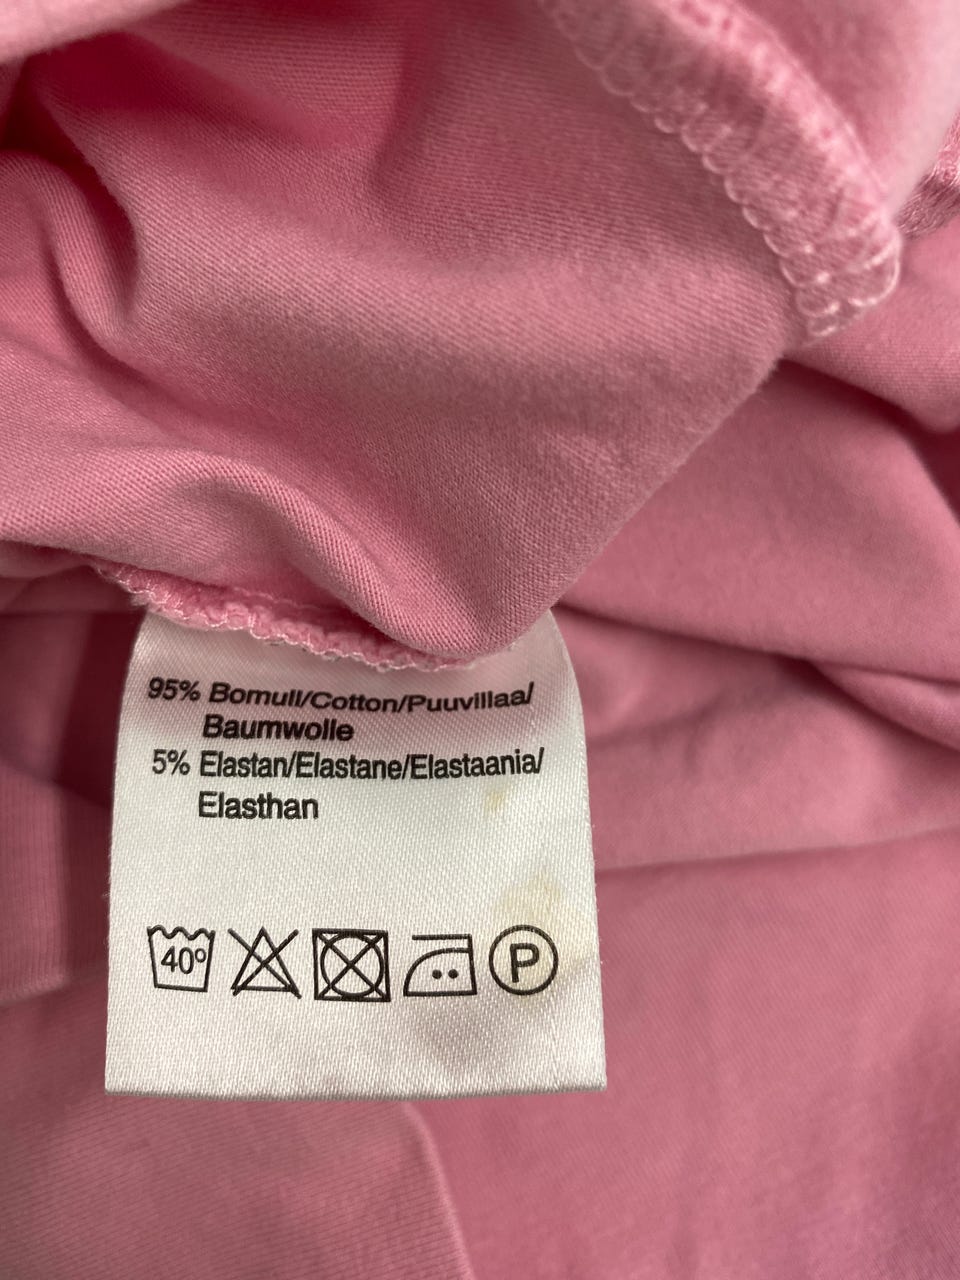 95% Bomull/Cotton/Puuvillaa/
Baumwolle
5% Elastan/Elastane/Elastaania/
Elasthan
40° P